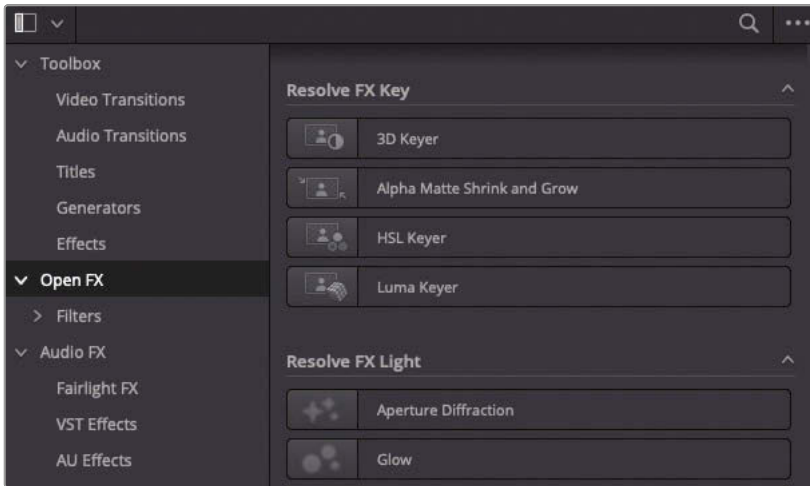 Toolbox
Video Transitions
Audio Transitions
Titles
Generators
Effects
Open FX
Filters
Audio FX
Fairlight FX
VST Effects
AU Effects
Resolve FX Key
3D Keyer
Alpha Matte Shrink and Grow
HSL Keyer
Luma Keyer
Resolve FX Light
Aperture Diffraction
Glow